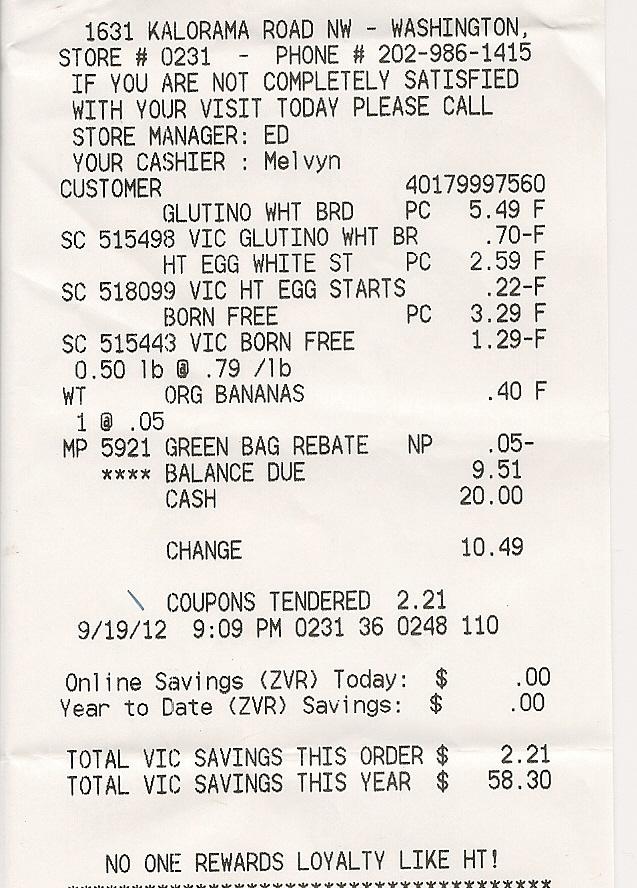 1631 KALORAMA ROAD NW - WASHINGTON,
STORE # 0231 - PHONE # 202-986-1415
IF YOU ARE NOT COMPLETELY SATISFIED
WITH YOUR VISIT TODAY PLEASE CALL
STORE MANAGER: ED
YOUR CASHIER : Melvyn
CUSTOMER 40179997560
GLUTINO WHT BRD PC 5.49 F
SC 515498 VIC GLUTINO WHT BR .70-F
HT EGG WHITE ST PC 2.59 F
SC 518099 VIC HT EGG STARTS .22-F
BORN FREE PC 3.29 F
SC 515443 VIC BORN FREE 1.29-F
0.50 lb @ .79 /lb
WT ORG BANANAS .40 F
1 @ .05
MP 5921 GREEN BAG REBATE NP .05-
**** BALANCE DUE 9.51
CASH 20.00
CHANGE 10.49
COUPONS TENDERED 2.21
9/19/12 9:09 PM 0231 36 0248 110
Online Savings (ZVR) Today: $ .00
Year to Date (ZVR) Savings: $ .00
TOTAL VIC SAVINGS THIS ORDER $ 2.21
TOTAL VIC SAVINGS THIS YEAR $ 58.30
NO ONE REWARDS LOYALTY LIKE HT!
**************************************